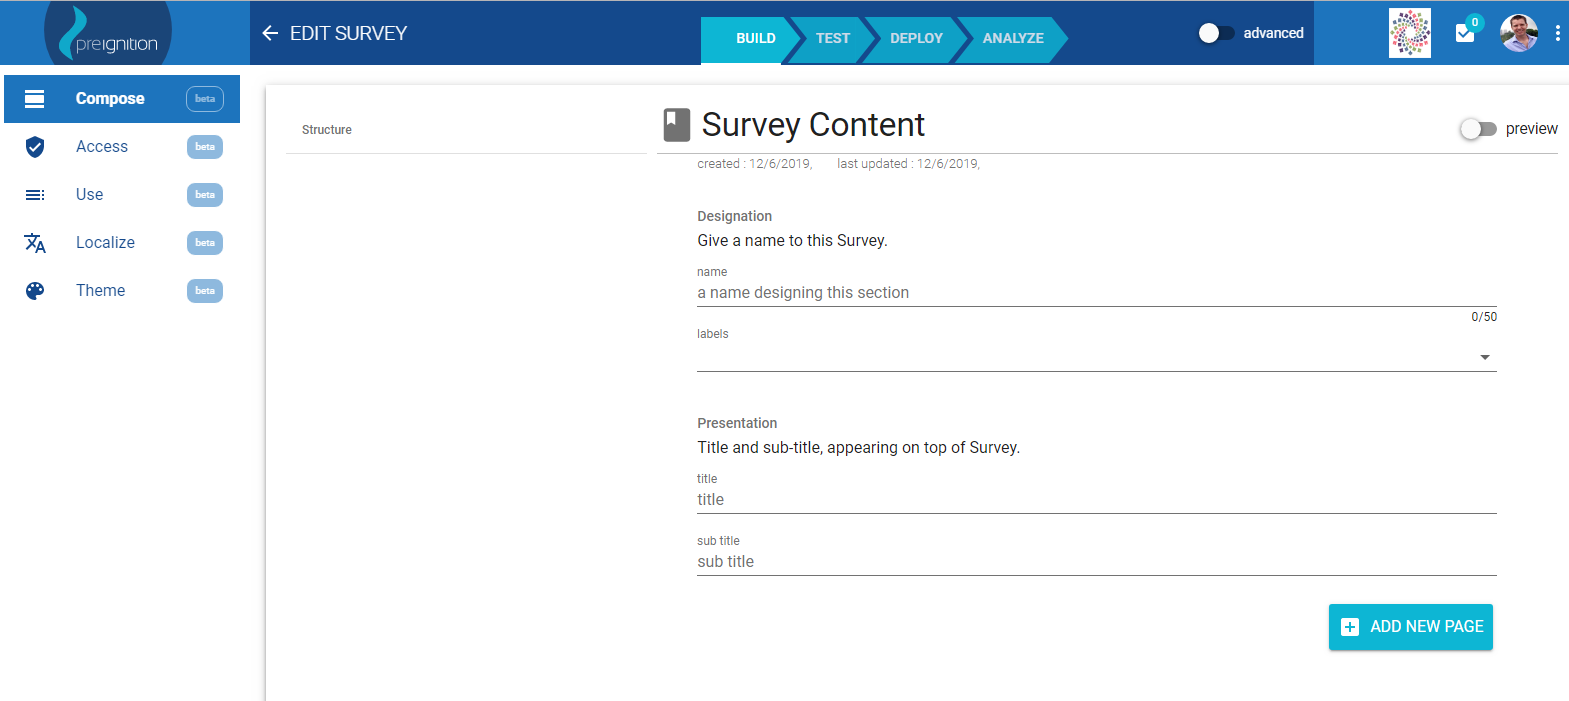 preignition
EDIT SURVEY
BUILD
TEST
DEPLOY
ANALYZE
advanced
0
Compose beta
Access beta
Use beta
Localize beta
Theme beta
Structure
Survey Content
preview
created : 12/6/2019, last updated : 12/6/2019,
Designation
Give a name to this Survey.
name
a name designing this section
0/50
labels
Presentation
Title and sub-title, appearing on top of Survey.
title
title
sub title
sub title
ADD NEW PAGE